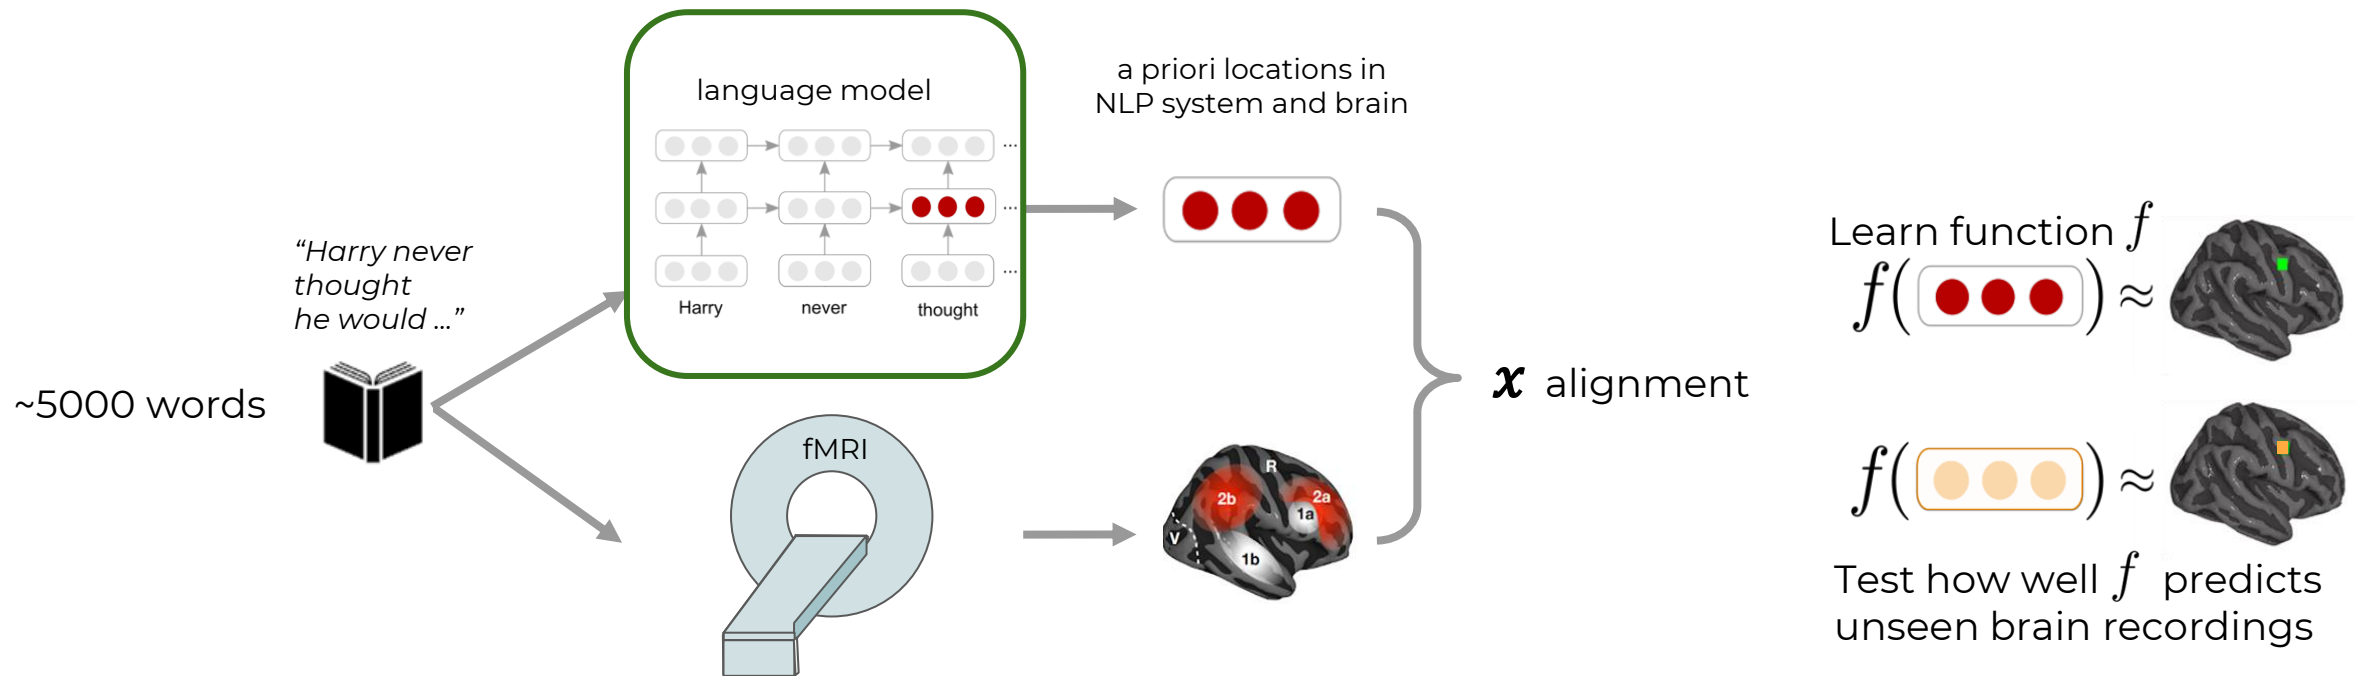 ~5000 words
“Harry never
thought
he would ...”
language model
...
...
...
Harry never thought
fMRI
a priori locations in
NLP system and brain
R
2b
2a
1a
V
1b
x alignment
Learn function f
f( ) ≈
f( ) ≈
Test how well f predicts
unseen brain recordings